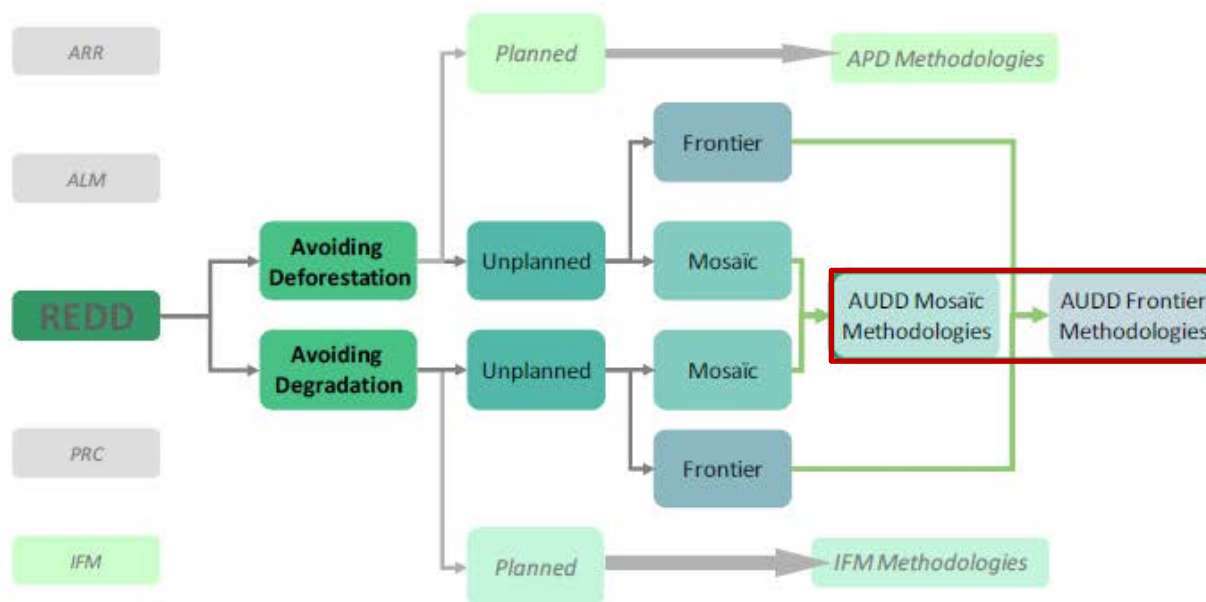 ARR
ALM
REDD
PRC
IFM
Avoiding
Deforestation
Avoiding
Degradation
Planned
Unplanned
Unplanned
Planned
Frontier
Mosaïc
Mosaïc
Frontier
APD Methodologies
AUDD Mosaïc
Methodologies
AUDD Frontier
Methodologies
IFM Methodologies